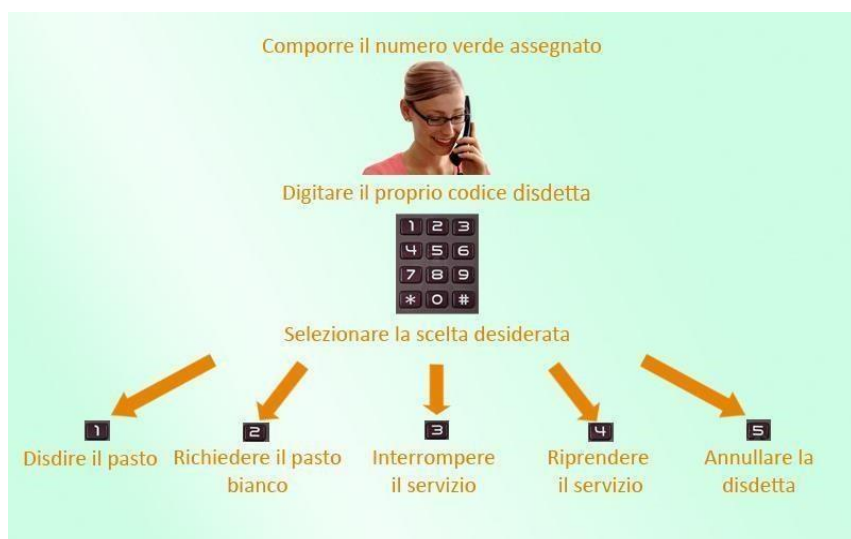 Comporre il numero verde assegnato
Digitare il proprio codice disdetta
1 2 3
4 5 6
7 8 9
* 0 #
Selezionare la scelta desiderata
1
Disdire il pasto
2
Richiedere il pasto
bianco
3
Interrompere
il servizio
4
Riprendere
il servizio
5
Annullare la
disdetta